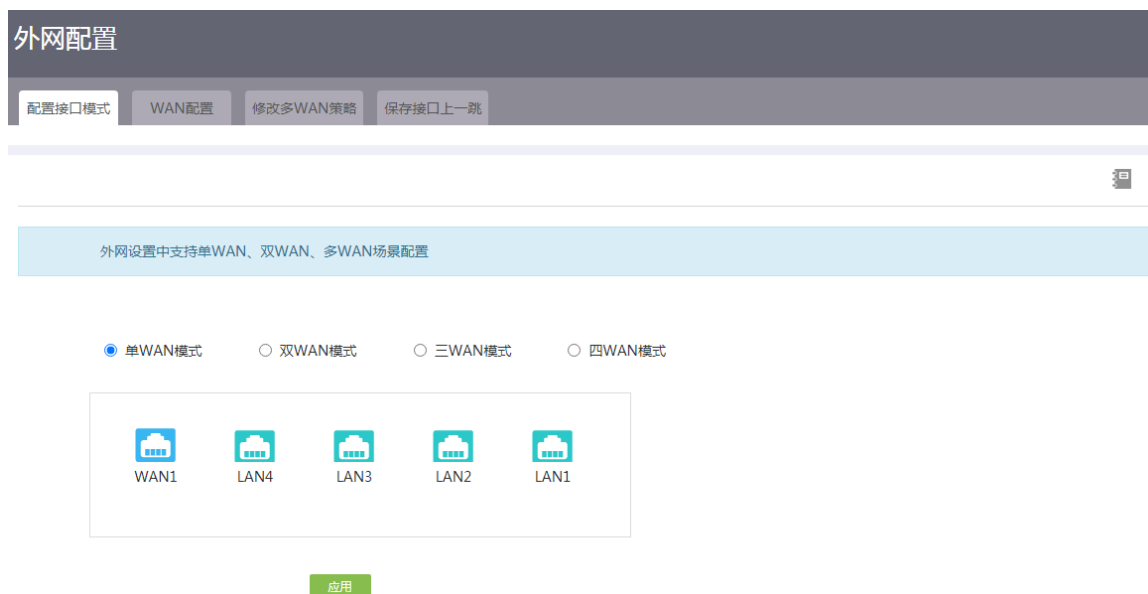 外网配置
配置接口模式 WAN配置 修改多WAN策略 保存接口上一跳
外网设置中支持单WAN、双WAN、多WAN场景配置
单WAN模式 双WAN模式 三WAN模式 四WAN模式
WAN1 LAN4 LAN3 LAN2 LAN1
应用